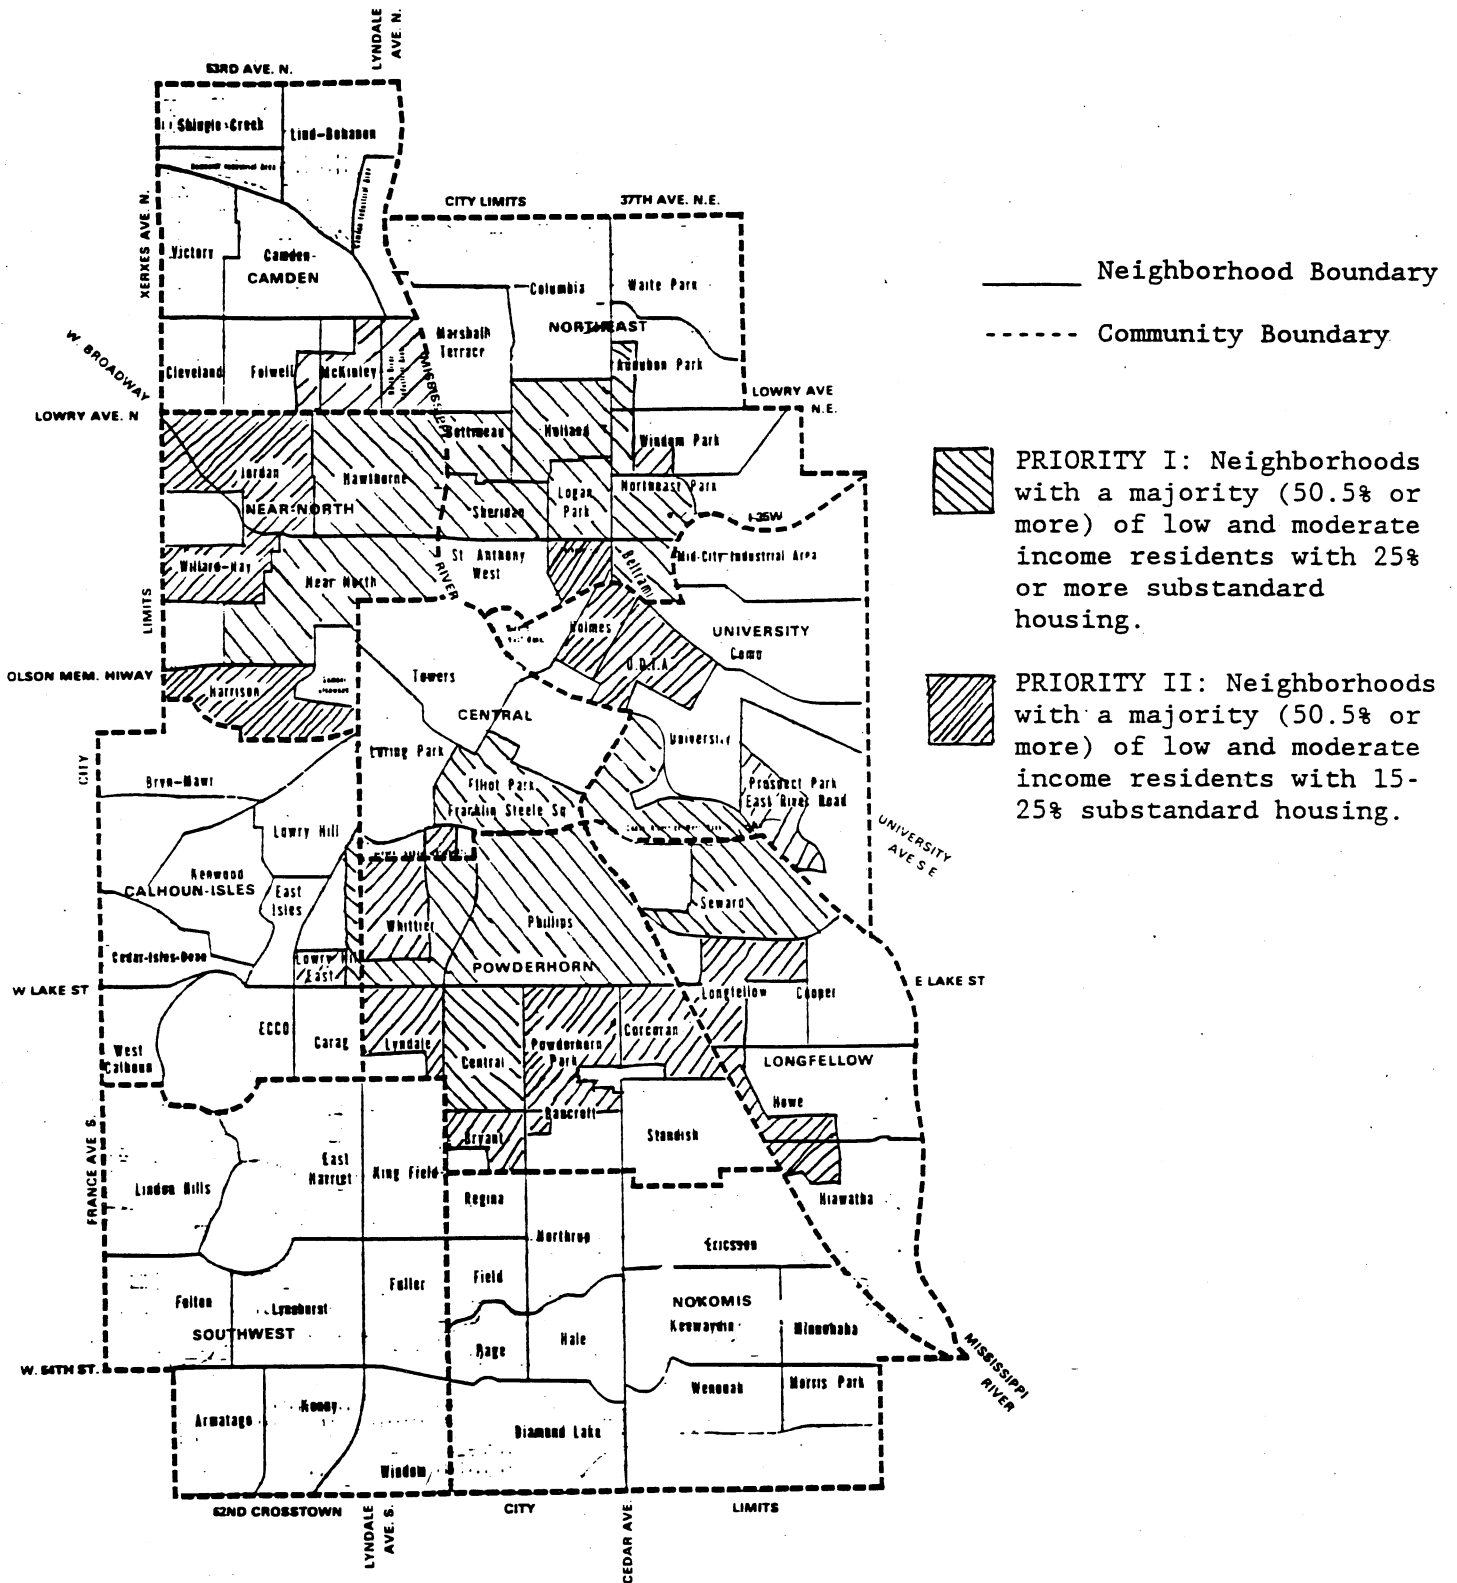 LYNDALE
AVE. N.
53RD AVE. N.
Shingle Creek
Lind-Bohanon
XERXES AVE. N.
CITY LIMITS
37TH AVE. N.E.
Victory
Camden
CAMDEN
Columbia
Waite Park
NORTHEAST
Marshall
Terrace
Neighborhood Boundary
Community Boundary
W. BROADWAY
Cleveland
Folwell
McKinley
MISSISSIPPI
Audubon Park
LOWRY AVE
N.E.
LOWRY AVE. N
Bottineau
Holland
Windom Park
Jordan
Hawthorne
Logan
Park
Northeast Park
NEAR-NORTH
Sheridan
I-35W
St Anthony
West
Beltrami
Mid-City Industrial Area
Willard-Hay
Near North
RIVER
LIMITS
Holmes
UNIVERSITY
Como
OLSON MEM. HIWAY
Harrison
Towers
U.D.I.A.
CENTRAL
Loring Park
University
CITY
Bryn-Mawr
Elliot Park
Franklin Steele Sq
Prospect Park
East River Road
Lowry Hill
UNIVERSITY
AVE S E
Kenwood
CALHOUN-ISLES
East
Isles
Whittier
Phillips
Seward
Cedar-Isles-Dean
Lowry Hill
East
POWDERHORN
W LAKE ST
E LAKE ST
Longfellow
Cooper
ECCO
Carag
Lyndale
Central
Powderhorn
Park
Corcoran
West
Calhoun
LONGFELLOW
Howe
Bancroft
Bryant
Standish
FRANCE AVE S.
East
Harriet
King Field
Linden Hills
Regina
Hiawatha
Northrup
Ericsson
Fuller
Field
Fulton
Lynnhurst
SOUTHWEST
NOKOMIS
Keewaydin
Minnehaha
Page
Hale
W. 54TH ST.
MISSISSIPPI
RIVER
Wenonah
Morris Park
Armatage
Kenny
Diamond Lake
Windom
62ND CROSSTOWN
LYNDALE
AVE. S.
CITY
CEDAR AVE.
LIMITS
PRIORITY I: Neighborhoods
with a majority (50.5% or
more) of low and moderate
income residents with 25%
or more substandard
housing.
PRIORITY II: Neighborhoods
with a majority (50.5% or
more) of low and moderate
income residents with 15-
25% substandard housing.